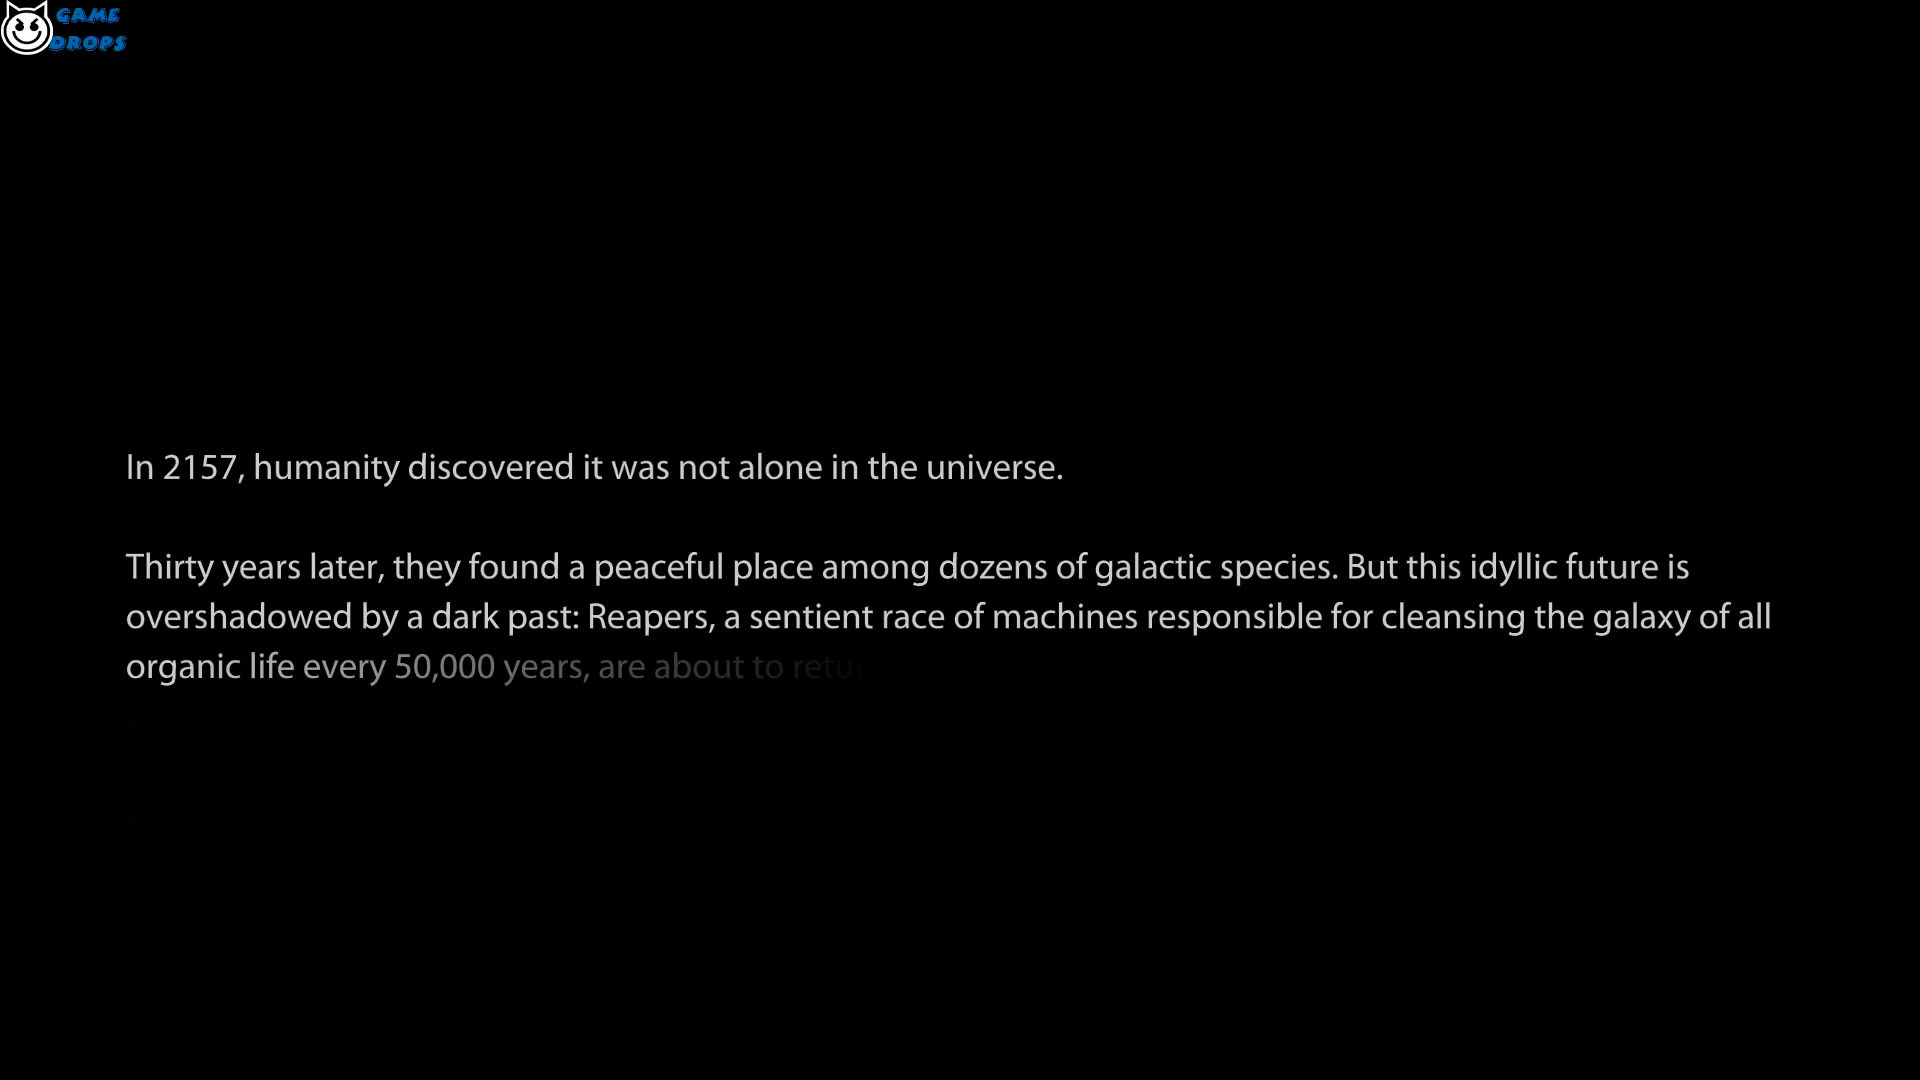 GAME
DROPS
In 2157, humanity discovered it was not alone in the universe.
Thirty years later, they found a peaceful place among dozens of galactic species. But this idyllic future is
overshadowed by a dark past: Reapers, a sentient race of machines responsible for cleansing the galaxy of all
organic life every 50,000 years, are about to retu